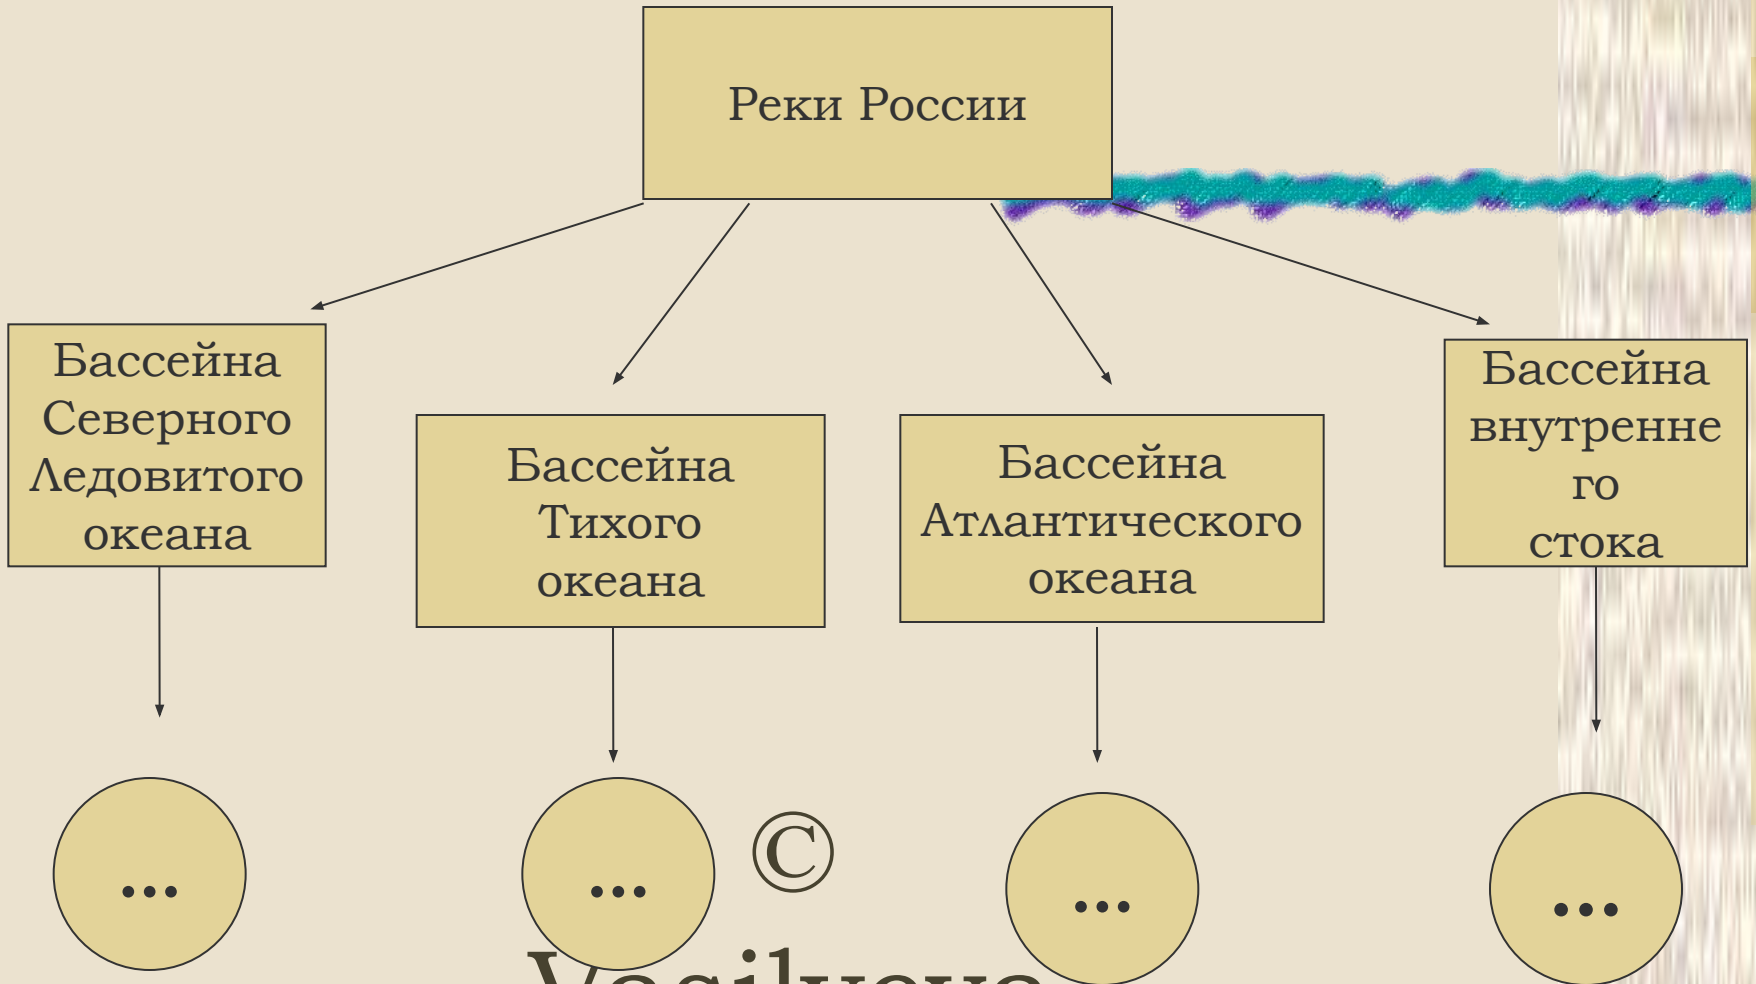 Реки России
Бассейна
Северного
Ледовитого
океана
Бассейна
Тихого
океана
Бассейна
Атлантического
океана
Бассейна
внутренне
го
стока
...
...
...
...
©